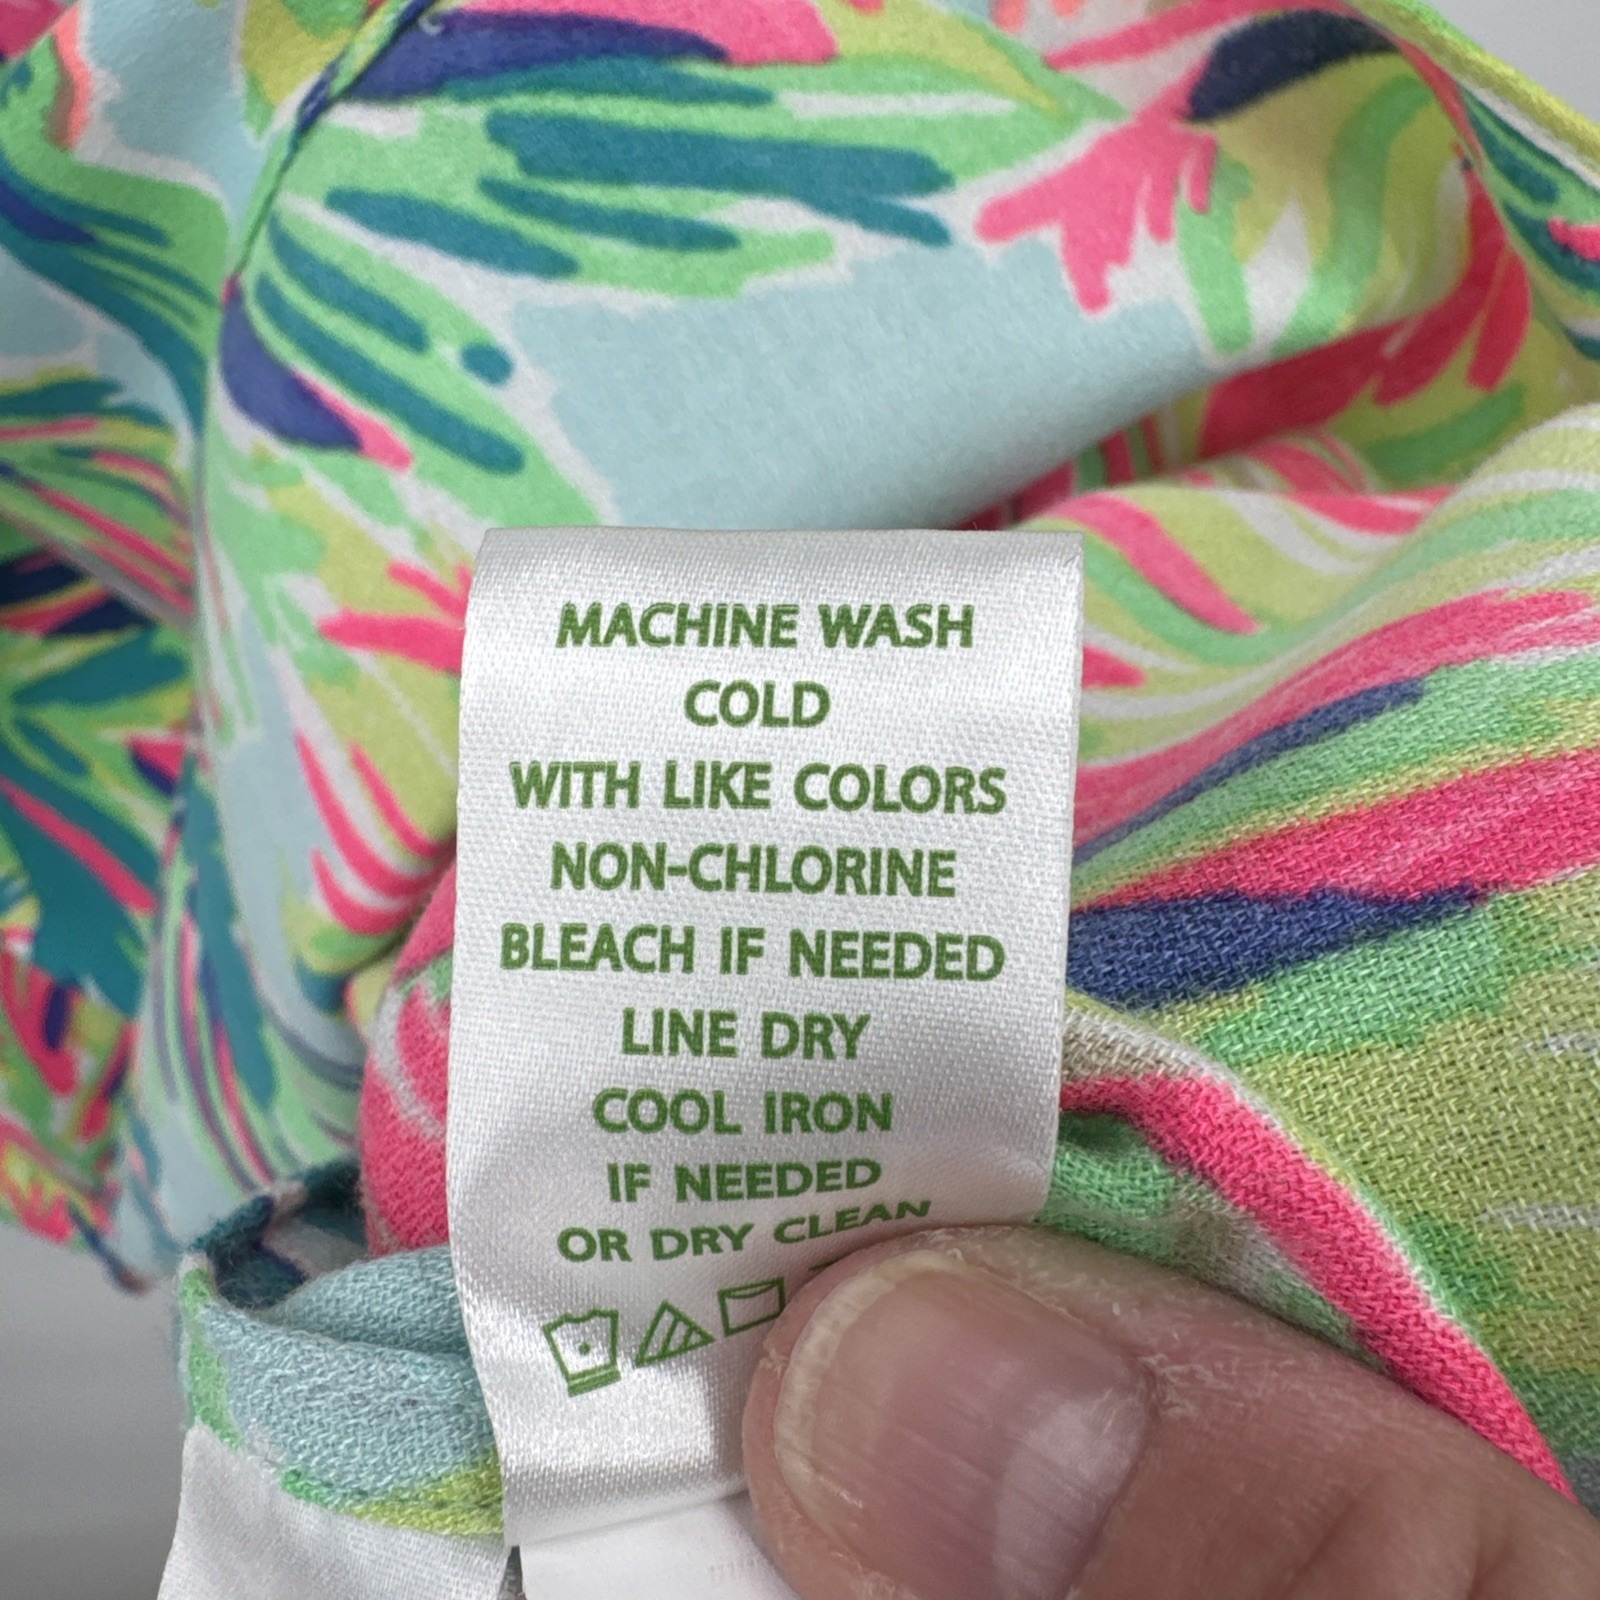 MACHINE WASH
COLD
WITH LIKE COLORS
NON-CHLORINE
BLEACH IF NEEDED
LINE DRY
COOL IRON
IF NEEDED
OR DRY CLEAN